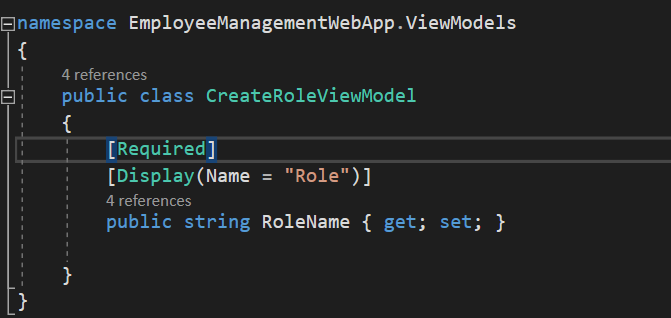 namespace EmployeeManagementWebApp.ViewModels
{
4 references
public class CreateRoleViewModel
{
[Required]
[Display(Name = "Role")]
4 references
public string RoleName { get; set; }
}
}